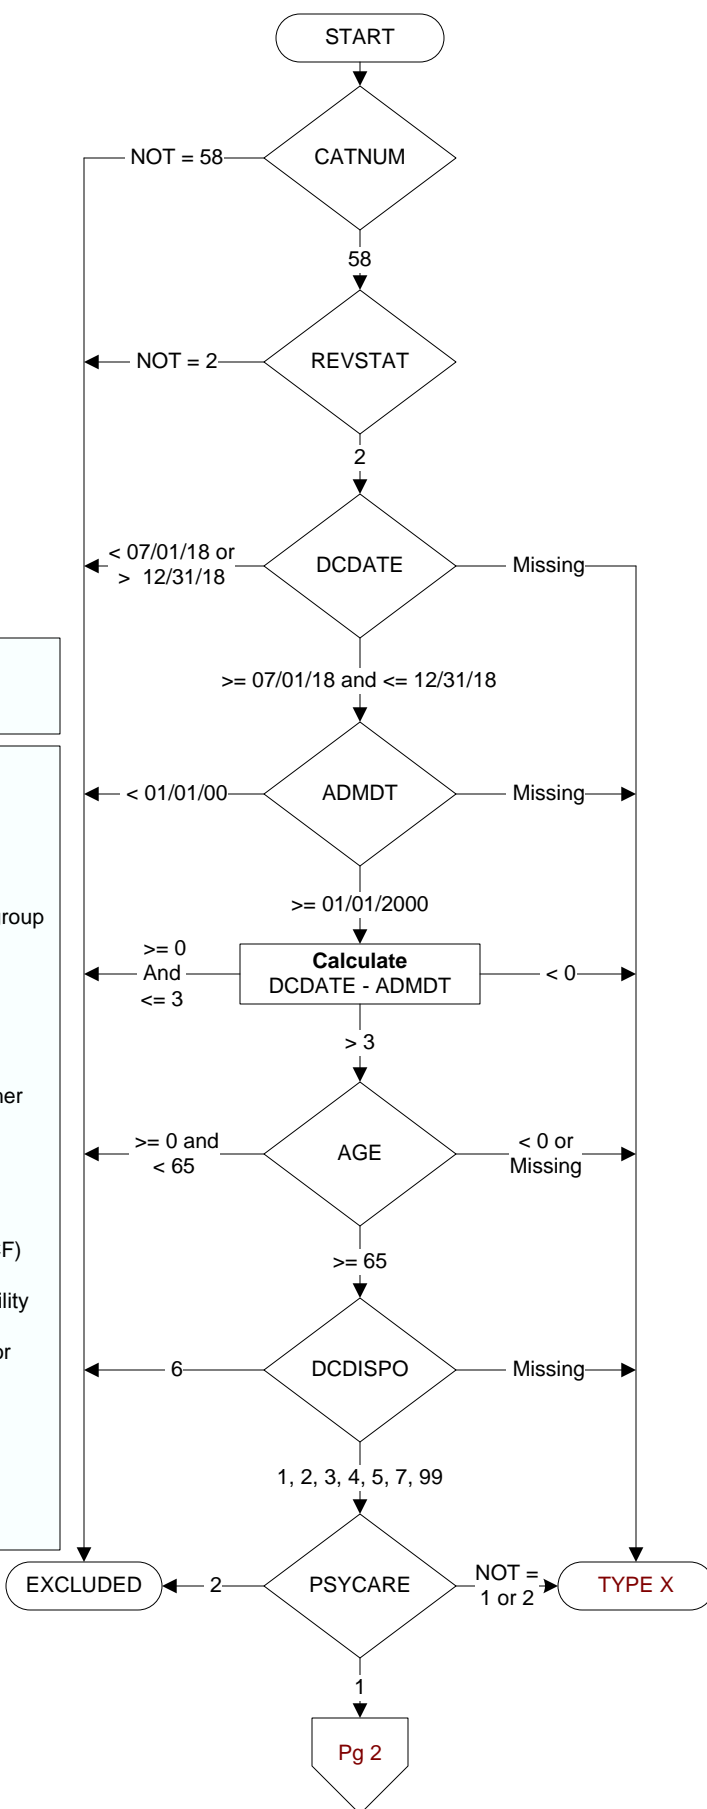 START
CATNUM
NOT = 58
58
REVSTAT
NOT = 2
2
DCDATE
< 07/01/18 or
> 12/31/18
Missing
>= 07/01/18 and <= 12/31/18
ADMDT
< 01/01/00
Missing
>= 01/01/2000
group
Calculate
DCDATE - ADMDT
>= 0
And
<= 3
< 0
> 3
AGE
>= 0 and
< 65
< 0 or
Missing
>= 65
DCDISPO
6
Missing
1, 2, 3, 4, 5, 7, 99
PSYCARE
2
NOT =
1 or 2
EXCLUDED
TYPE X
1
Pg 2